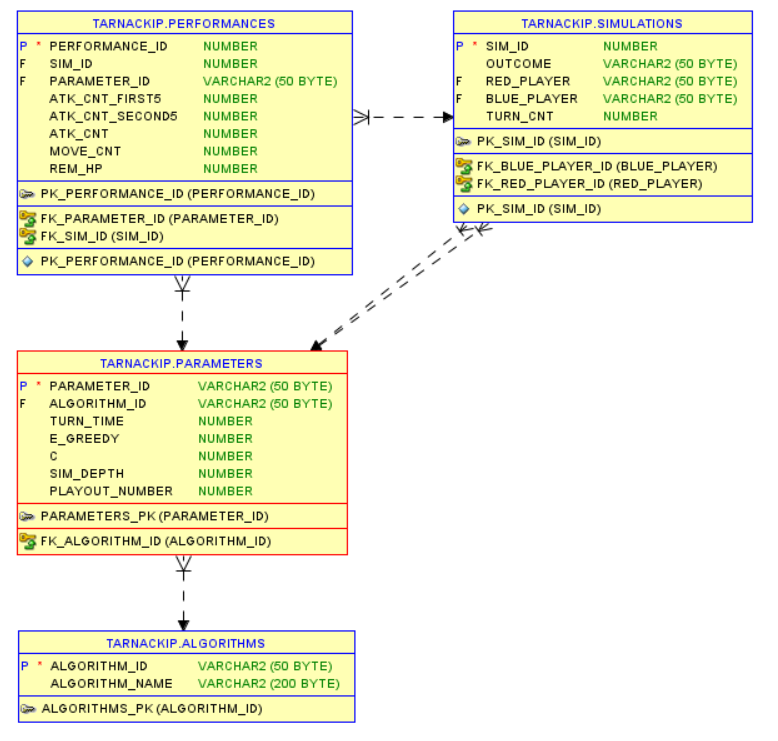 TARNACKIP.PERFORMANCES
P * PERFORMANCE_ID NUMBER
F SIM_ID NUMBER
F PARAMETER_ID VARCHAR2 (50 BYTE)
ATK_CNT_FIRST5 NUMBER
ATK_CNT_SECOND5 NUMBER
ATK_CNT NUMBER
MOVE_CNT NUMBER
REM_HP NUMBER
PK_PERFORMANCE_ID (PERFORMANCE_ID)
FK_PARAMETER_ID (PARAMETER_ID)
FK_SIM_ID (SIM_ID)
PK_PERFORMANCE_ID (PERFORMANCE_ID)
TARNACKIP.SIMULATIONS
P * SIM_ID NUMBER
OUTCOME VARCHAR2 (50 BYTE)
F RED_PLAYER VARCHAR2 (50 BYTE)
F BLUE_PLAYER VARCHAR2 (50 BYTE)
TURN_CNT NUMBER
PK_SIM_ID (SIM_ID)
FK_BLUE_PLAYER_ID (BLUE_PLAYER)
FK_RED_PLAYER_ID (RED_PLAYER)
PK_SIM_ID (SIM_ID)
TARNACKIP.PARAMETERS
P * PARAMETER_ID VARCHAR2 (50 BYTE)
F ALGORITHM_ID VARCHAR2 (50 BYTE)
TURN_TIME NUMBER
E_GREEDY NUMBER
C NUMBER
SIM_DEPTH NUMBER
PLAYOUT_NUMBER NUMBER
PARAMETERS_PK (PARAMETER_ID)
FK_ALGORITHM_ID (ALGORITHM_ID)
TARNACKIP.ALGORITHMS
P * ALGORITHM_ID VARCHAR2 (50 BYTE)
ALGORITHM_NAME VARCHAR2 (200 BYTE)
ALGORITHMS_PK (ALGORITHM_ID)